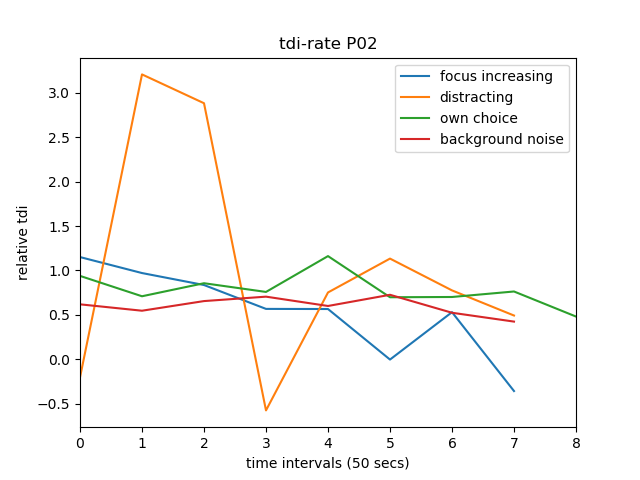 tdi-rate P02
focus increasing
distracting
own choice
background noise
relative tdi
3.0
2.5
2.0
1.5
1.0
0.5
0.0
−0.5
0 1 2 3 4 5 6 7 8
time intervals (50 secs)